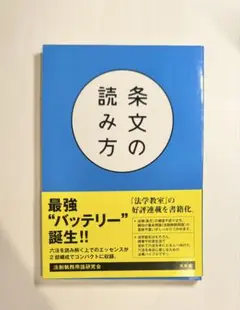 条文の
読み方
最強
“バッテリー”
誕生!!
六法を読み解く上でのエッセンスが
2部構成でコンパクトに収録。
法制執務用語研究会
「法学教室」の
好評連載を書籍化。
有斐閣